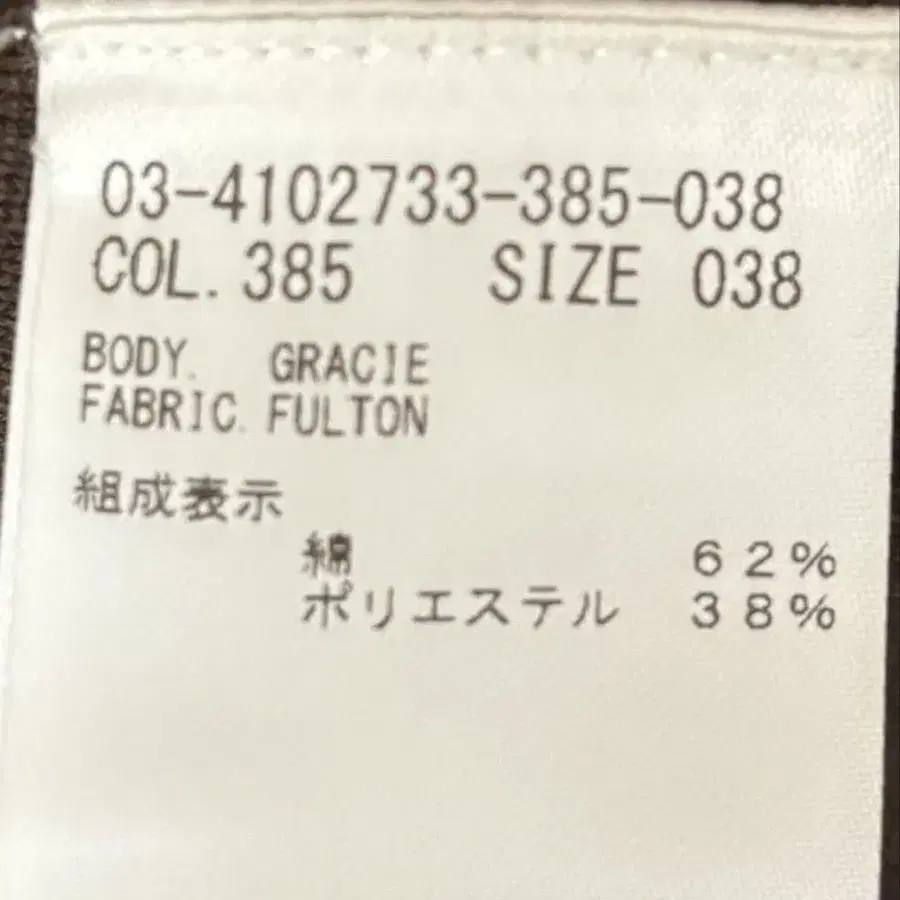 03-4102733-385-038
COL. 385 SIZE 038
BODY. GRACIE
FABRIC. FULTON
組成表示
綿 62%
ポリエステル 38%